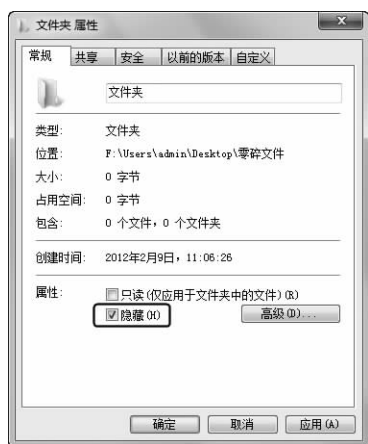 文件夹 属性
常规 共享 安全 以前的版本 自定义
文件夹
类型: 文件夹
位置: F:\Users\admin\Desktop\零碎文件
大小: 0 字节
占用空间: 0 字节
包含: 0 个文件，0 个文件夹
创建时间: 2012年2月9日，11:06:26
属性: 只读(仅应用于文件夹中的文件)(R)
隐藏(H) 高级(D)...
确定 取消 应用(A)